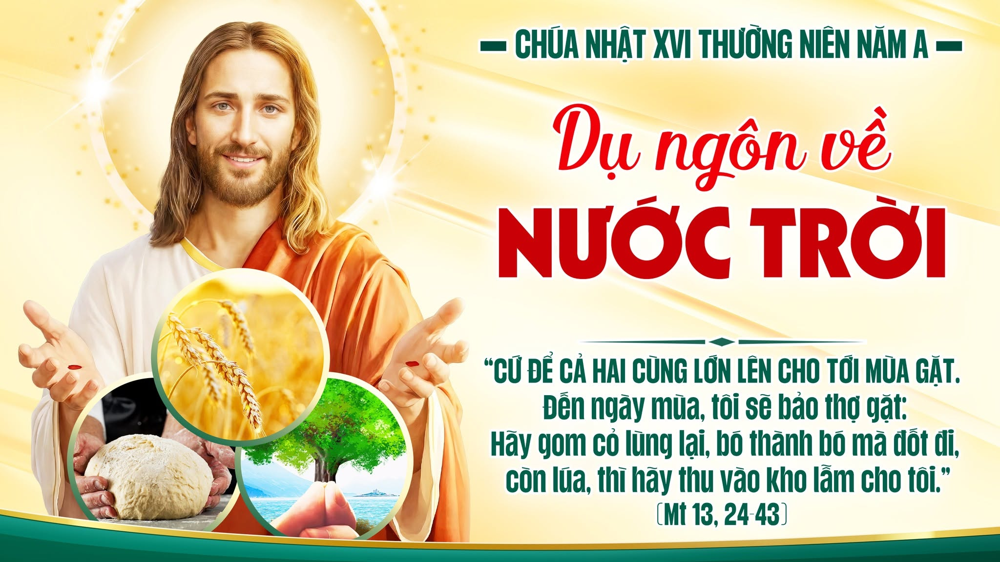 CHÚA NHẬT XVI THƯỜNG NIÊN NĂM A
Dụ ngôn về
NƯỚC TRỜI
“CỨ ĐỂ CẢ HAI CÙNG LỚN LÊN CHO TỚI MÙA GẶT.
Đến ngày mùa, tôi sẽ bảo thợ gặt:
Hãy gom cỏ lùng lại, bó thành bó mà đốt đi,
còn lúa, thì hãy thu vào kho lẫm cho tôi.”
(Mt 13, 24-43)